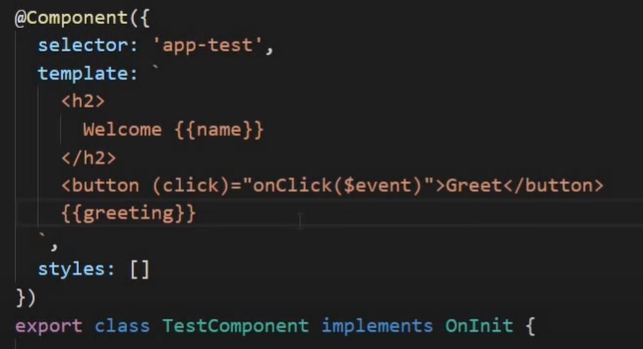 @Component({
  selector: 'app-test',
  template: `
    <h2>
      Welcome {{name}}
    </h2>
    <button (click)="onClick($event)">Greet</button>
    {{greeting}}
  `,
  styles: []
})
export class TestComponent implements OnInit {